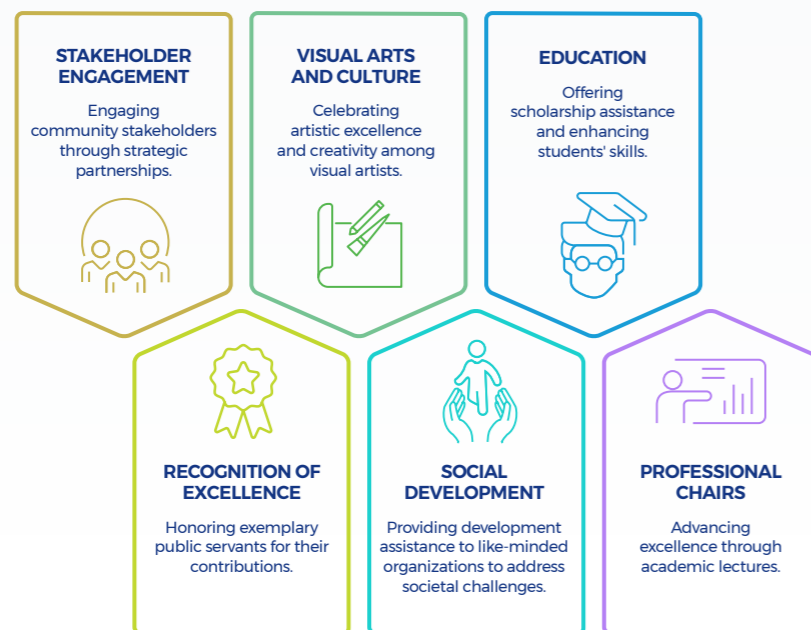 STAKEHOLDER
ENGAGEMENT
Engaging
community stakeholders
through strategic
partnerships.
VISUAL ARTS
AND CULTURE
Celebrating
artistic excellence
and creativity among
visual artists.
EDUCATION
Offering
scholarship assistance
and enhancing
students' skills.
RECOGNITION OF
EXCELLENCE
Honoring exemplary
public servants for their
contributions.
SOCIAL
DEVELOPMENT
Providing development
assistance to like-minded
organizations to address
societal challenges.
PROFESSIONAL
CHAIRS
Advancing
excellence through
academic lectures.